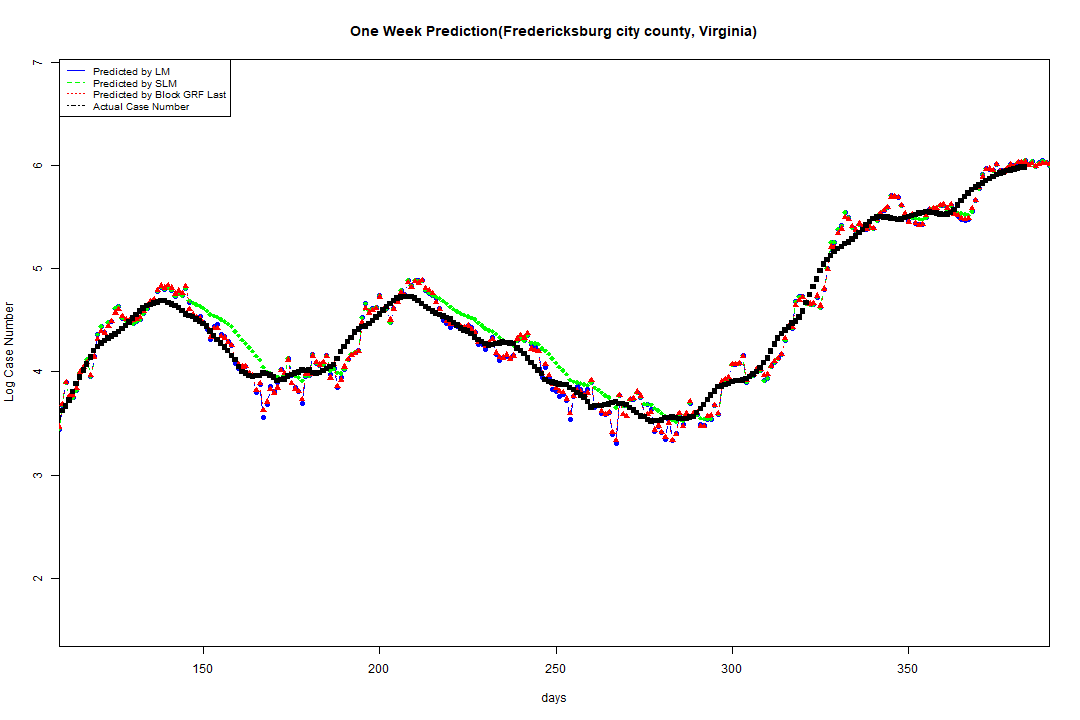 One Week Prediction(Fredericksburg city county, Virginia)
Predicted by LM
Predicted by SLM
Predicted by Block GRF Last
Actual Case Number
7
6
5
4
3
2
Log Case Number
150
200
250
300
350
days